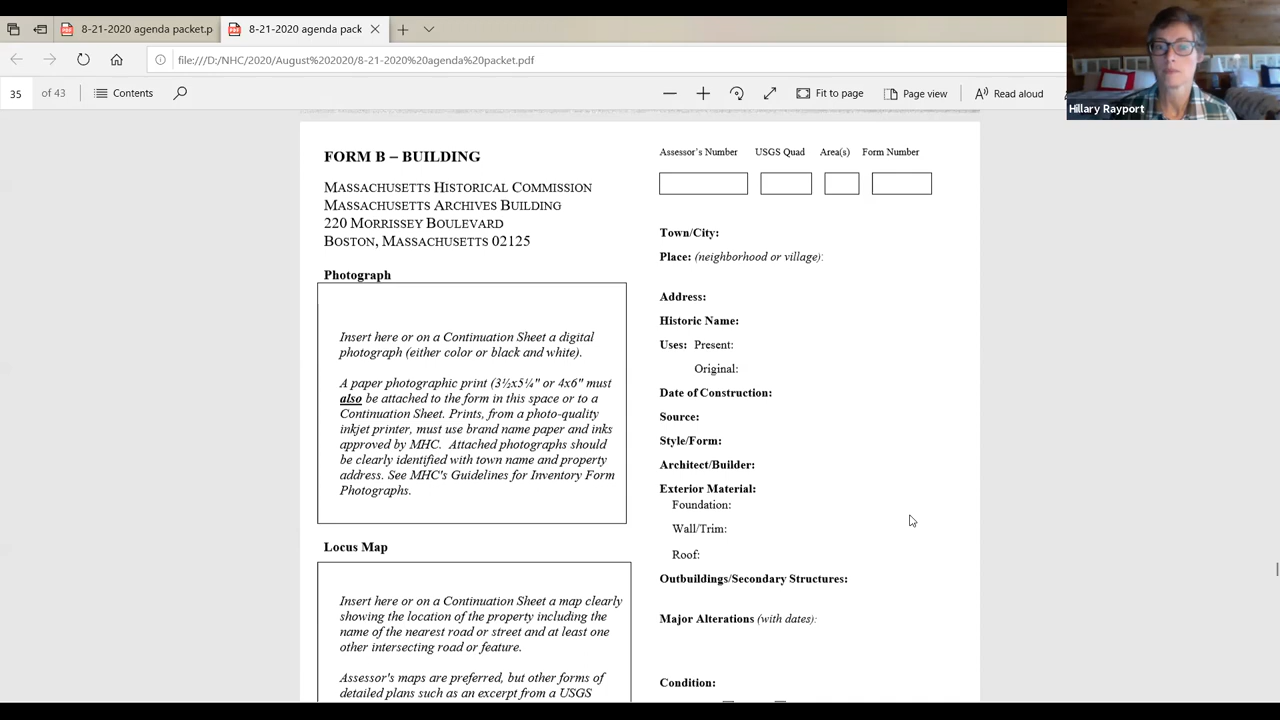 8-21-2020 agenda packet.p
8-21-2020 agenda pack
file:///D:/NHC/2020/August%202020/8-21-2020%20agenda%20packet.pdf
35 of 43
Contents
Fit to page
Page view
Read aloud
Hillary Rayport
FORM B – BUILDING
MASSACHUSETTS HISTORICAL COMMISSION
MASSACHUSETTS ARCHIVES BUILDING
220 MORRISSEY BOULEVARD
BOSTON, MASSACHUSETTS 02125
Photograph
Insert here or on a Continuation Sheet a digital
photograph (either color or black and white).
A paper photographic print (3½x5¼" or 4x6" must
also be attached to the form in this space or to a
Continuation Sheet. Prints, from a photo-quality
inkjet printer, must use brand name paper and inks
approved by MHC. Attached photographs should
be clearly identified with town name and property
address. See MHC's Guidelines for Inventory Form
Photographs.
Locus Map
Insert here or on a Continuation Sheet a map clearly
showing the location of the property including the
name of the nearest road or street and at least one
other intersecting road or feature.
Assessor's maps are preferred, but other forms of
detailed plans such as an excerpt from a USGS
Assessor's Number USGS Quad Area(s) Form Number
Town/City:
Place: (neighborhood or village):
Address:
Historic Name:
Uses: Present:
Original:
Date of Construction:
Source:
Style/Form:
Architect/Builder:
Exterior Material:
Foundation:
Wall/Trim:
Roof:
Outbuildings/Secondary Structures:
Major Alterations (with dates):
Condition: